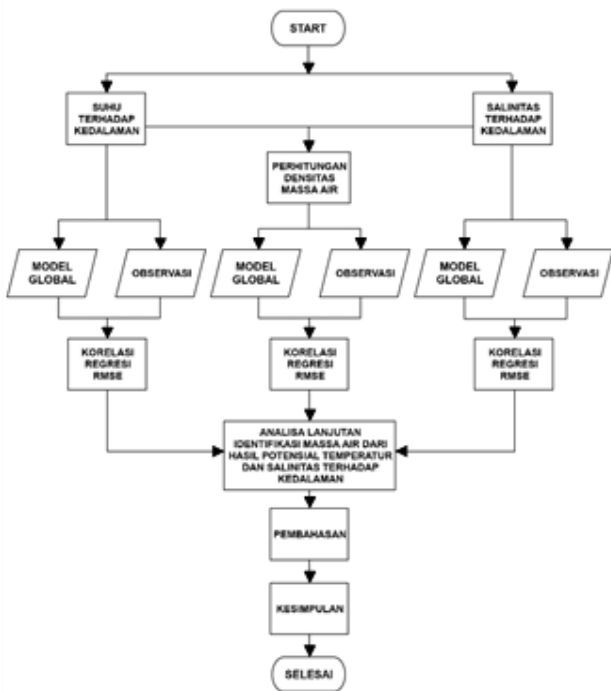 START
SUHU
TERHADAP
KEDALAMAN
SALINITAS
TERHADAP
KEDALAMAN
PERHITUNGAN
DENSITAS
MASSA AIR
MODEL
GLOBAL
OBSERVASI
MODEL
GLOBAL
OBSERVASI
MODEL
GLOBAL
OBSERVASI
KORELASI
REGRESI
RMSE
KORELASI
REGRESI
RMSE
KORELASI
REGRESI
RMSE
ANALISA LANJUTAN
IDENTIFIKASI MASSA AIR DARI
HASIL POTENSIAL TEMPERATUR
DAN SALINITAS TERHADAP
KEDALAMAN
PEMBAHASAN
KESIMPULAN
SELESAI